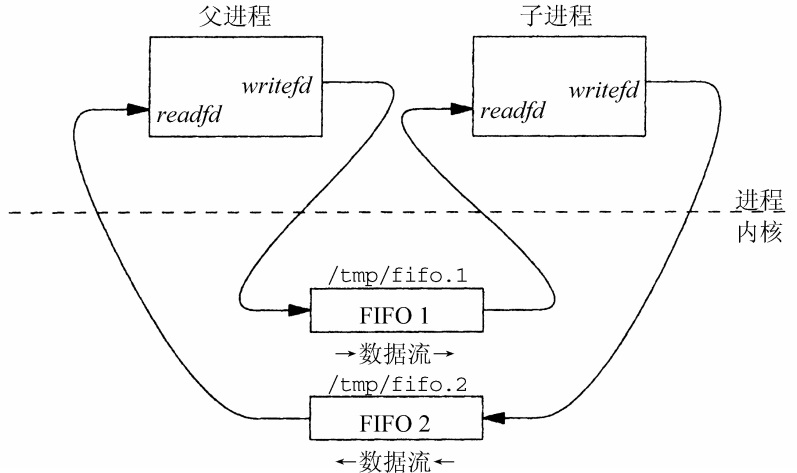 父进程
子进程
writefd
readfd
writefd
readfd
进程
内核
/tmp/fifo.1
FIFO 1
→数据流→
/tmp/fifo.2
FIFO 2
←数据流←